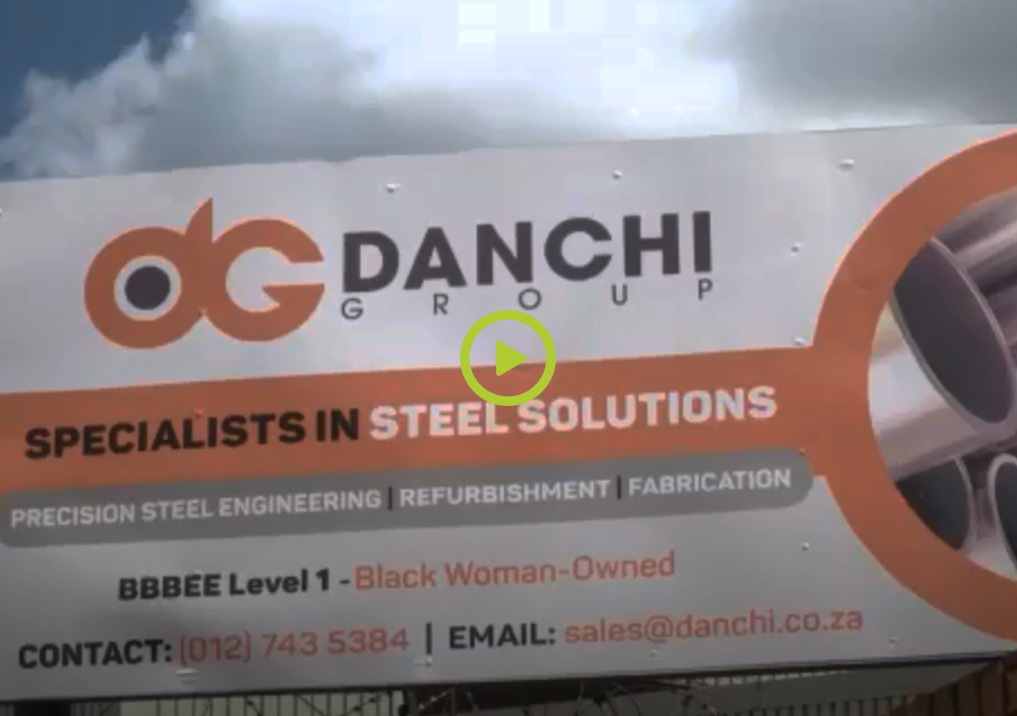 dG DANCHI
GROUP
SPECIALISTS IN STEEL SOLUTIONS
PRECISION STEEL ENGINEERING | REFURBISHMENT | FABRICATION
BBBEE Level 1 - Black Woman-Owned
CONTACT: (012) 743 5384 | EMAIL: sales@danchi.co.za